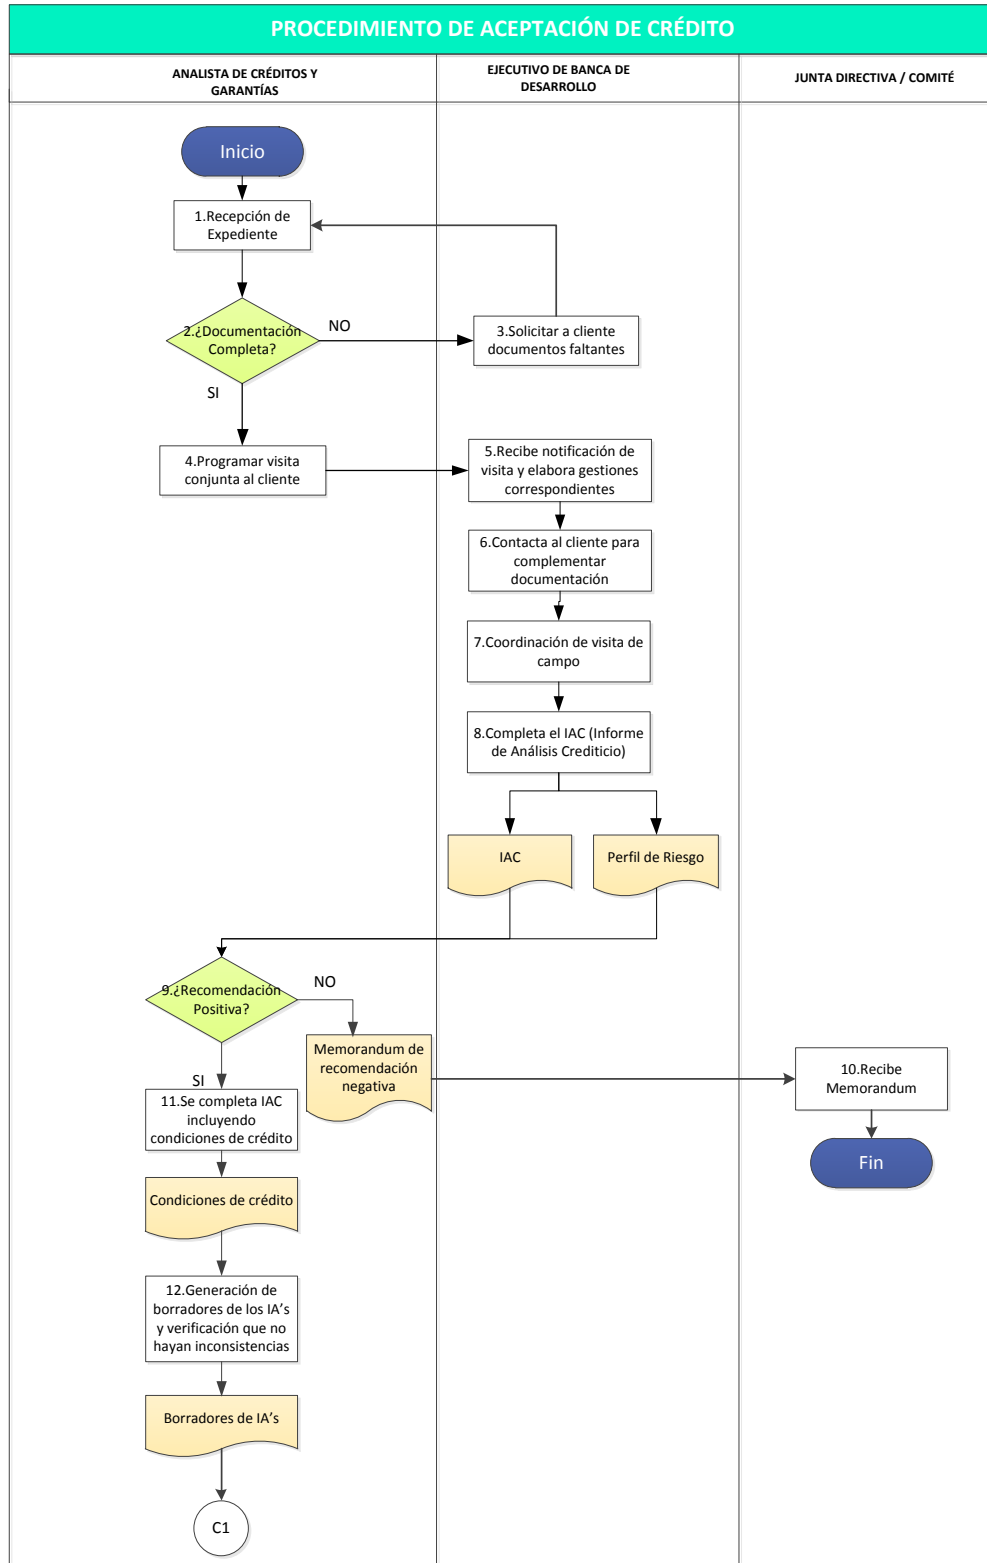 PROCEDIMIENTO DE ACEPTACIÓN DE CRÉDITO
ANALISTA DE CRÉDITOS Y
GARANTÍAS
EJECUTIVO DE BANCA DE
DESARROLLO
JUNTA DIRECTIVA / COMITÉ
Inicio
1.Recepción de
Expediente
2.¿Documentación
Completa?
NO
3.Solicitar a cliente
documentos faltantes
SI
4.Programar visita
conjunta al cliente
5.Recibe notificación de
visita y elabora gestiones
correspondientes
6.Contacta al cliente para
complementar
documentación
7.Coordinación de visita de
campo
8.Completa el IAC (Informe
de Análisis Crediticio)
IAC
Perfil de Riesgo
9.¿Recomendación
Positiva?
NO
Memorandum de
recomendación
negativa
10.Recibe
Memorandum
Fin
SI
11.Se completa IAC
incluyendo
condiciones de crédito
Condiciones de crédito
12.Generación de
borradores de los IA’s
y verificación que no
hayan inconsistencias
Borradores de IA’s
C1